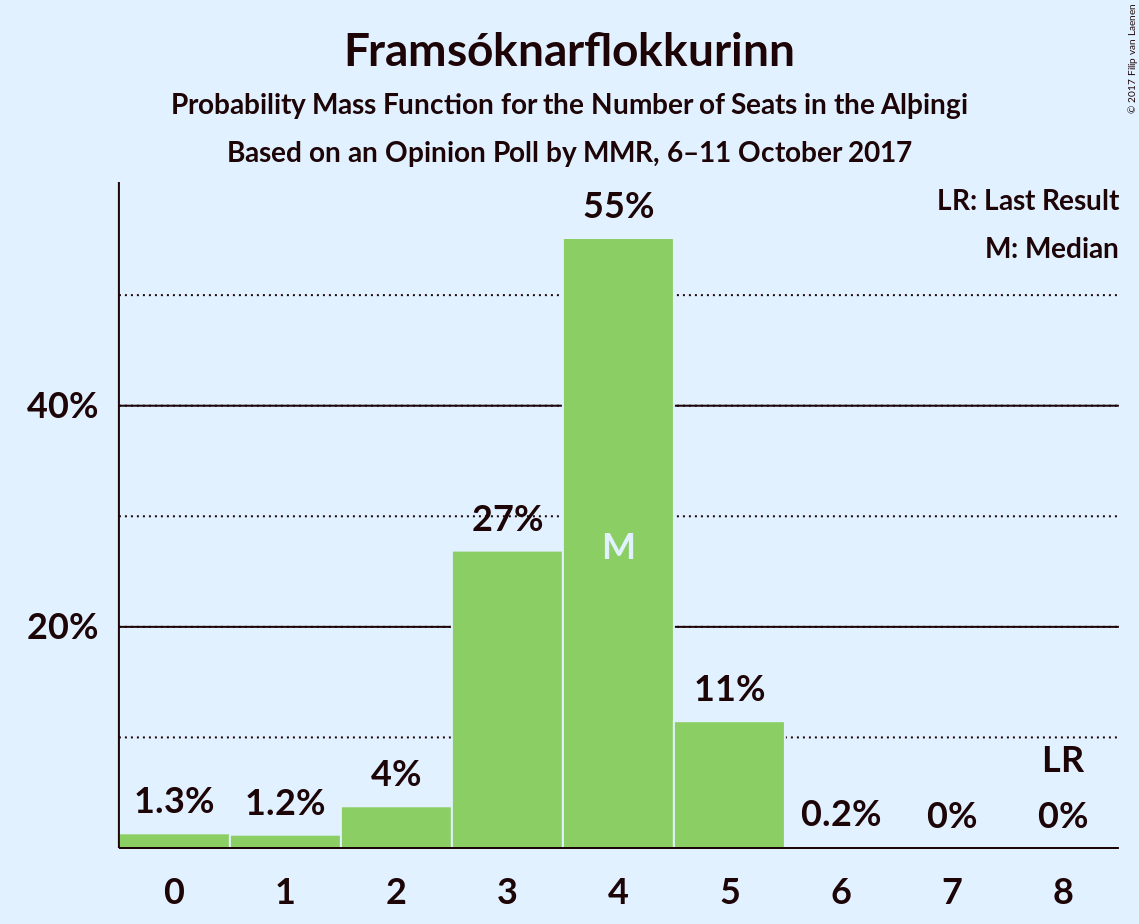 Framsóknarflokkurinn
Probability Mass Function for the Number of Seats in the Alþingi
Based on an Opinion Poll by MMR, 6–11 October 2017
© 2017 Filip van Laenen
LR: Last Result
M: Median
55%
40%
27%
M
20%
11%
LR
4%
1.3%
1.2%
0.2%
0%
0%
0 1 2 3 4 5 6 7 8